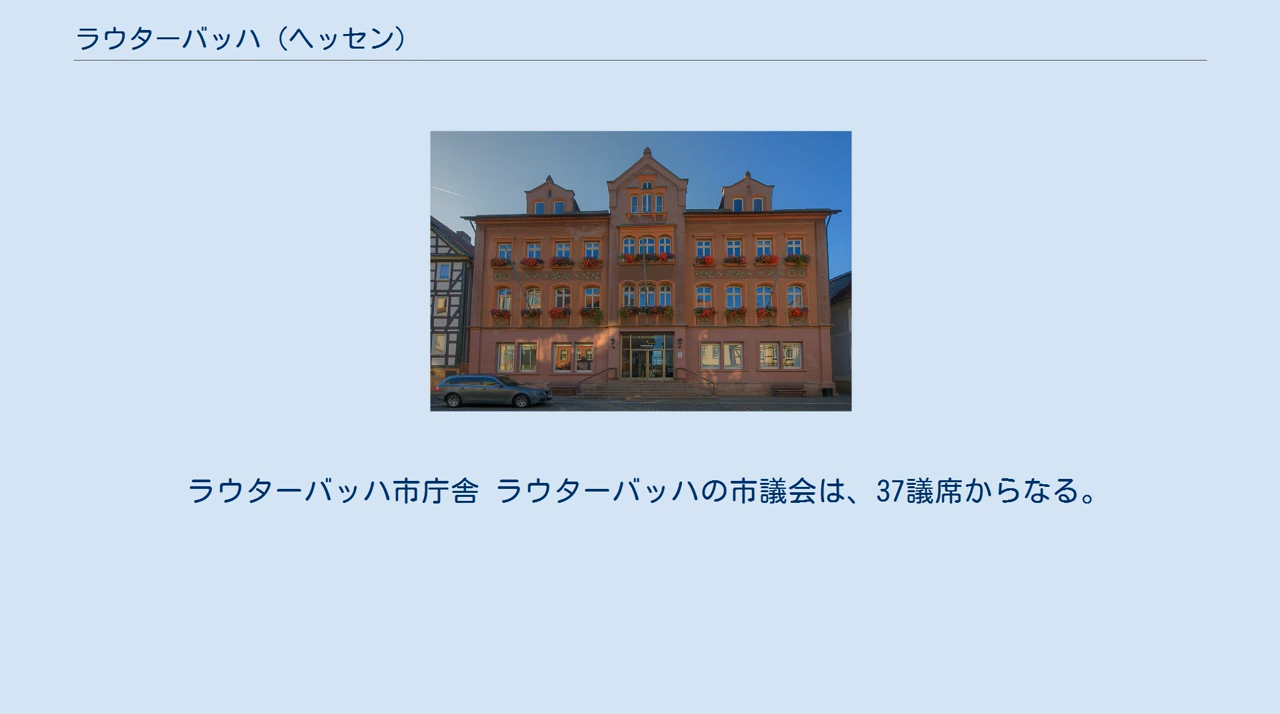 ラウターバッハ (ヘッセン)
ラウターバッハ市庁舎 ラウターバッハの市議会は、37議席からなる。